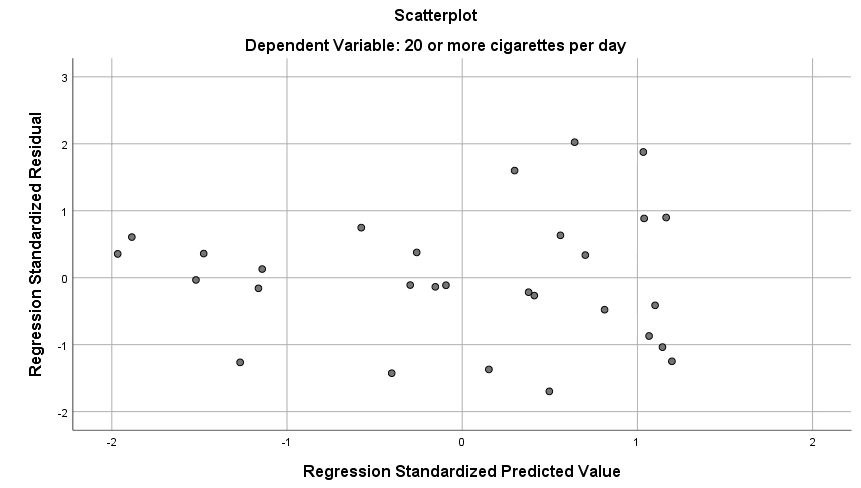 Scatterplot
Dependent Variable: 20 or more cigarettes per day
Regression Standardized Residual
3
2
1
0
-1
-2
-2
-1
0
1
2
Regression Standardized Predicted Value